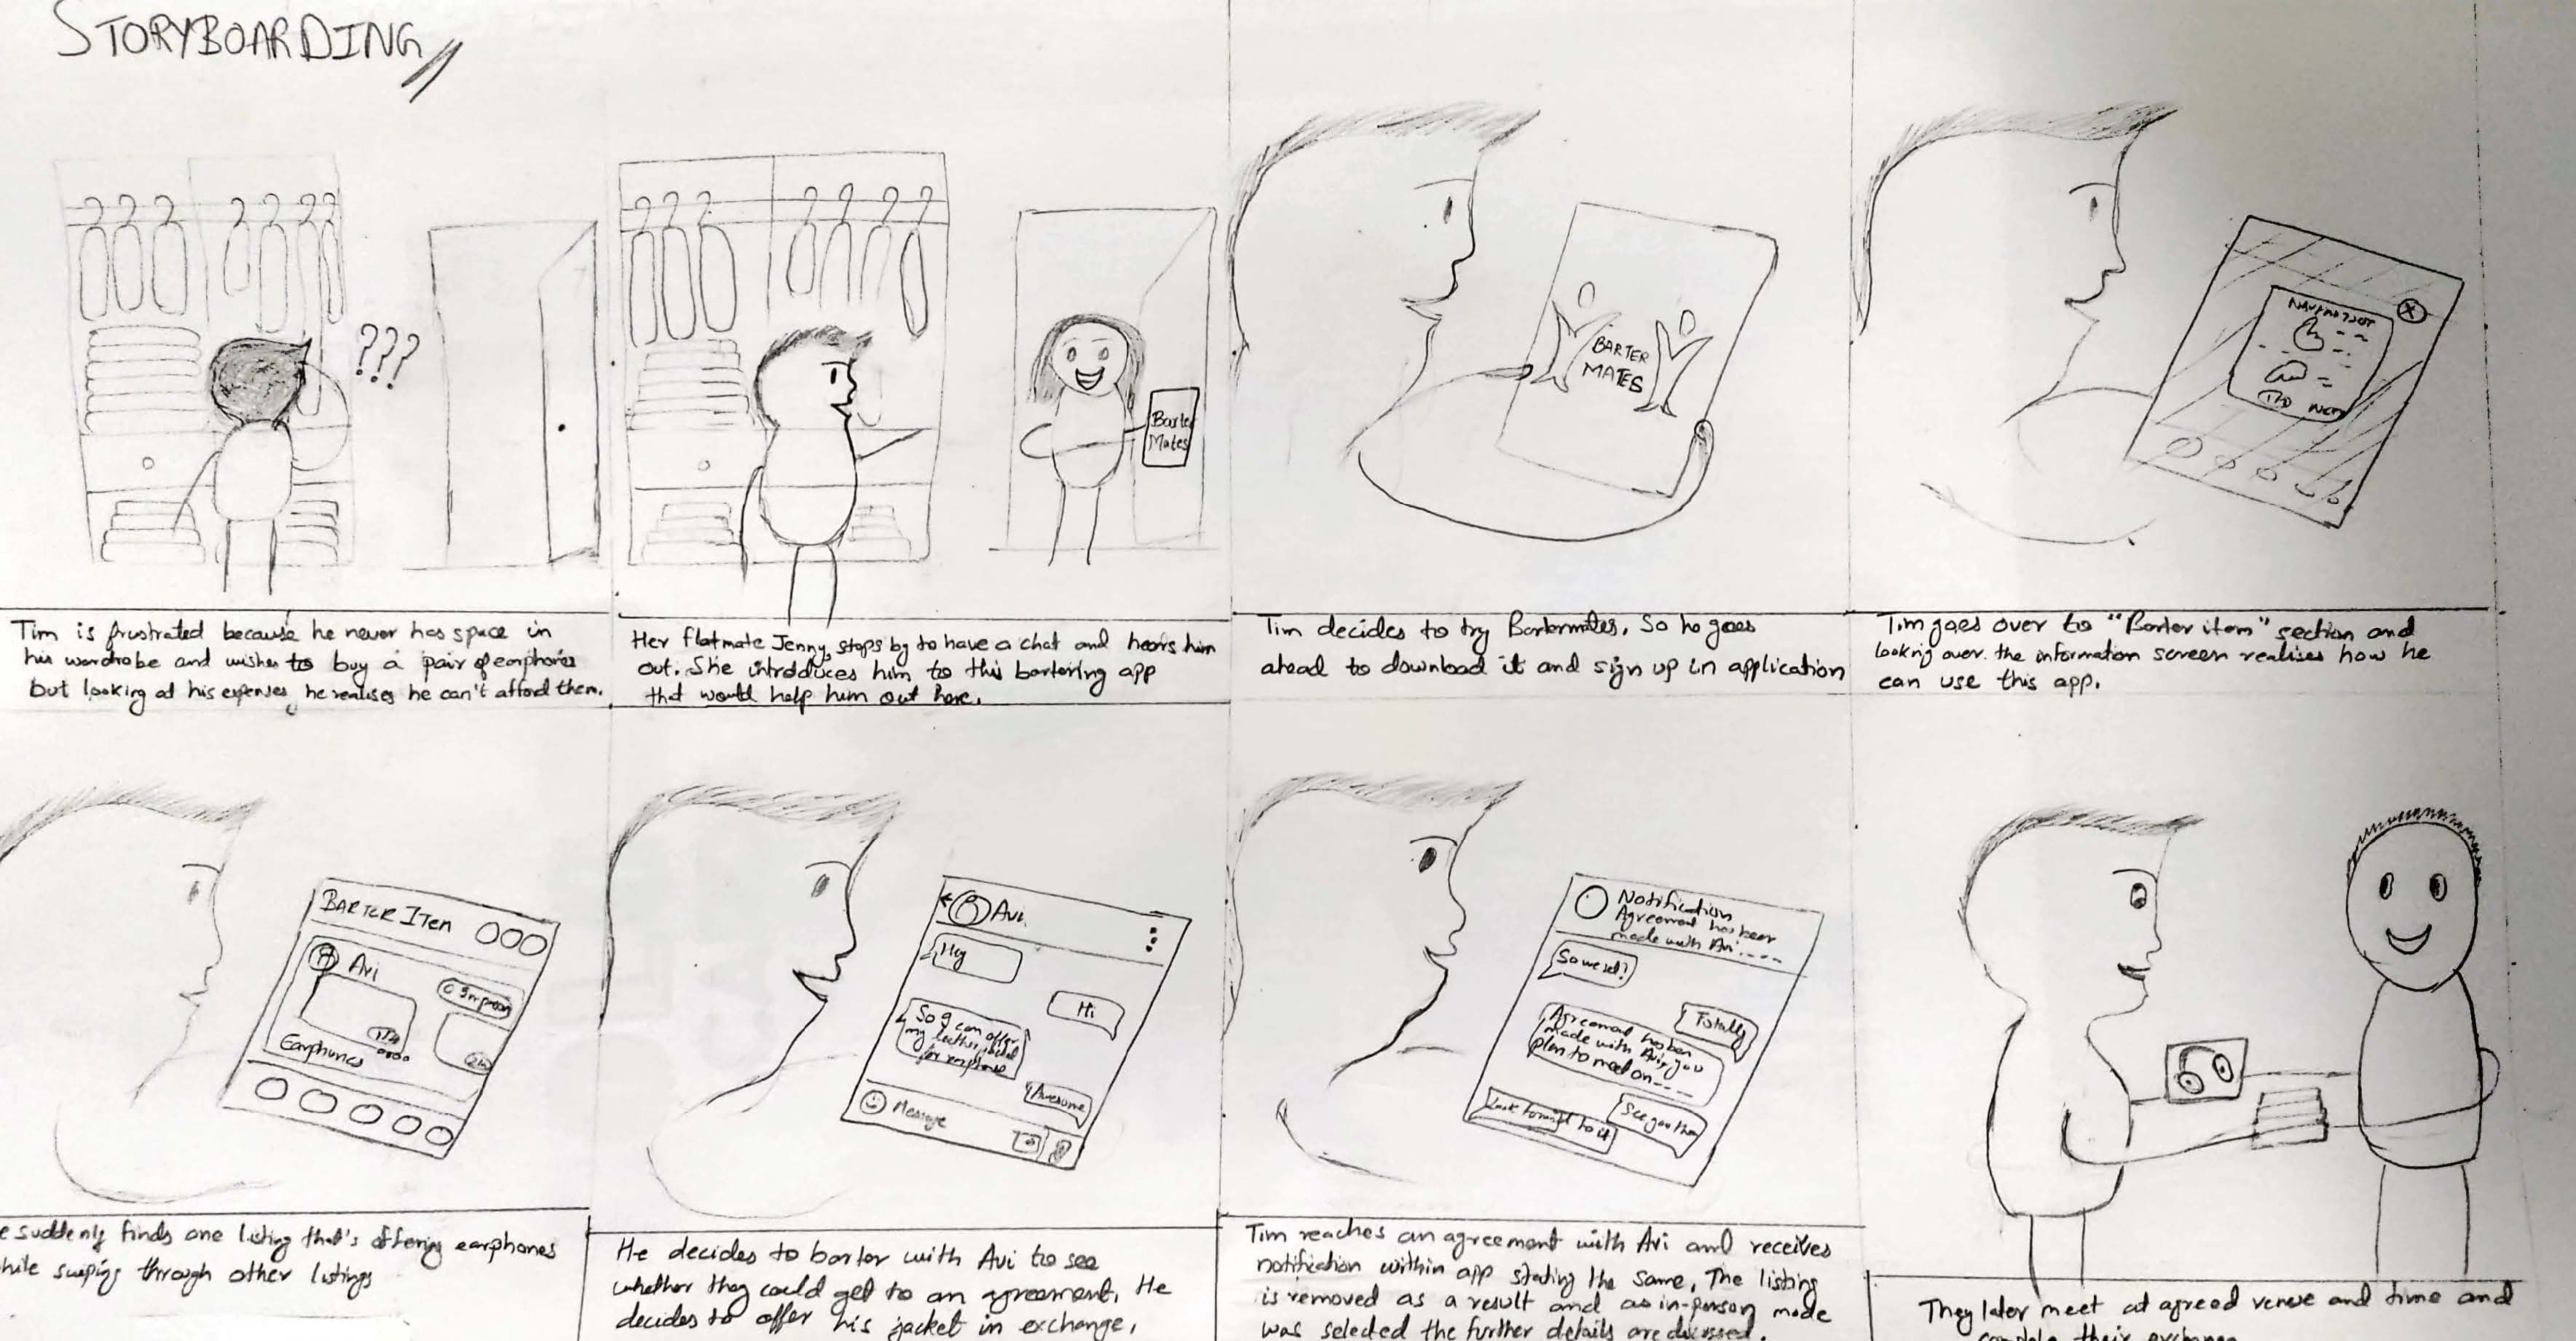 STORYBOARDING
???
Barter
Mates
BARTER
MATES
Tim is frustrated because he never has space in
his wardrobe and wishes to buy a pair of earphones
but looking at his expenses, he realises he can't afford them.
Her flatmate Jenny, stops by to have a chat and hears him
out. She introduces him to this bartering app
that would help him out here.
Tim decides to try Bartermates. So he goes
ahead to download it and sign up in application
Tim goes over to "Barter item" section and
looking over the information screen realises how he
can use this app.
BARTER ITEM
Avi
Earphones
Avi
Hey
Hi
So I can offer
my leather jacket
for earphones
Awesome
Message
Notification
Agreement has been
made with Avi----
So we set?
Totally
Agreement has been
made with Avi, you
plan to meet on----
Look forward to it
See you then
e suddenly finds one listing that's offering earphones
hile swiping through other listings
He decides to barter with Avi to see
whether they could get to an agreement. He
decides to offer his jacket in exchange.
Tim reaches an agreement with Avi and receives
notification within app stating the same, The listing
is removed as a result and as in-person mode
was selected the further details are discussed.
They later meet at agreed venue and time and
complete their exchange